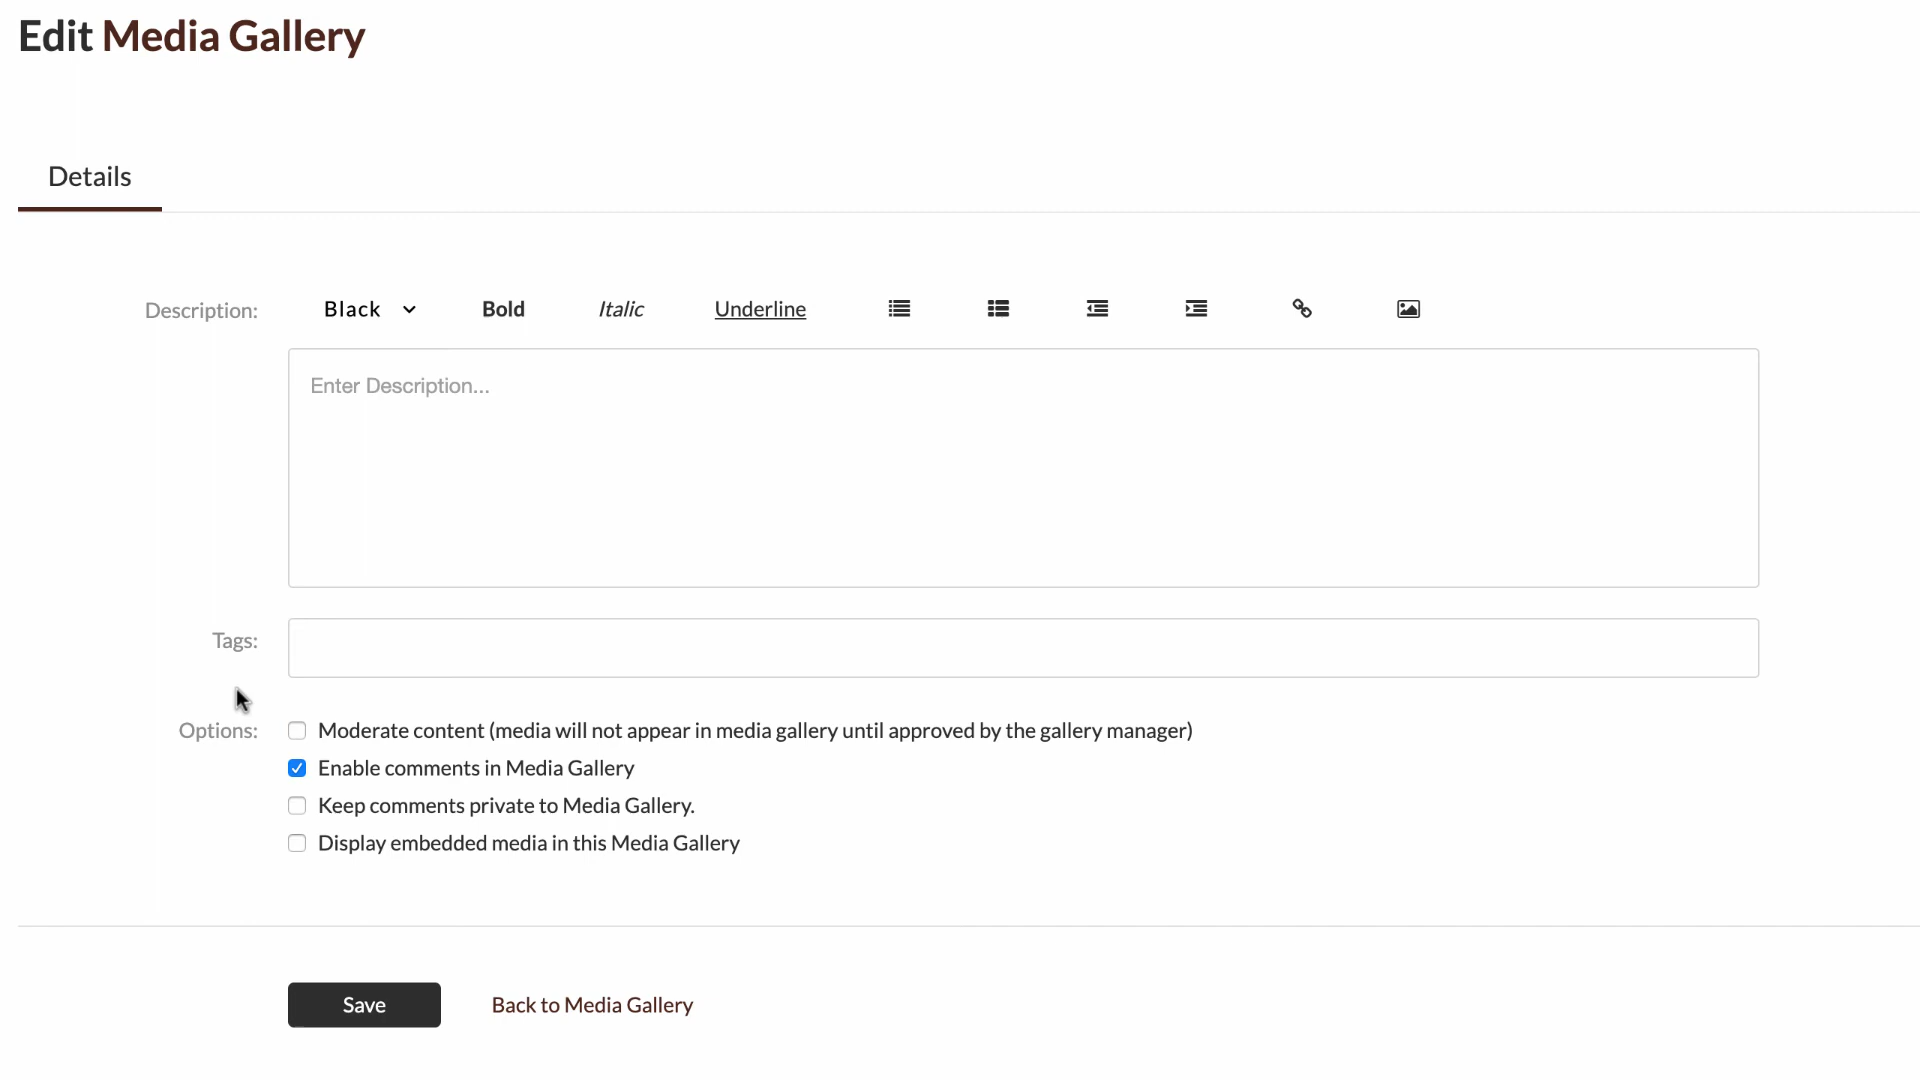 Edit Media Gallery
Details
Description:
Black
Bold
Italic
Underline
Enter Description...
Tags:
Options:
Moderate content (media will not appear in media gallery until approved by the gallery manager)
Enable comments in Media Gallery
Keep comments private to Media Gallery.
Display embedded media in this Media Gallery
Save
Back to Media Gallery